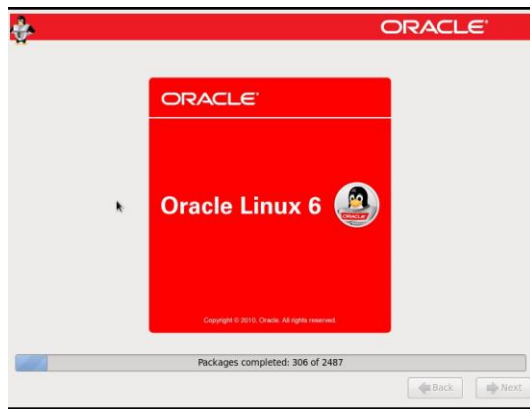 ORACLE®
ORACLE®
Oracle Linux 6
ORACLE
Copyright © 2010, Oracle. All rights reserved.
Packages completed: 306 of 2487
Back
Next